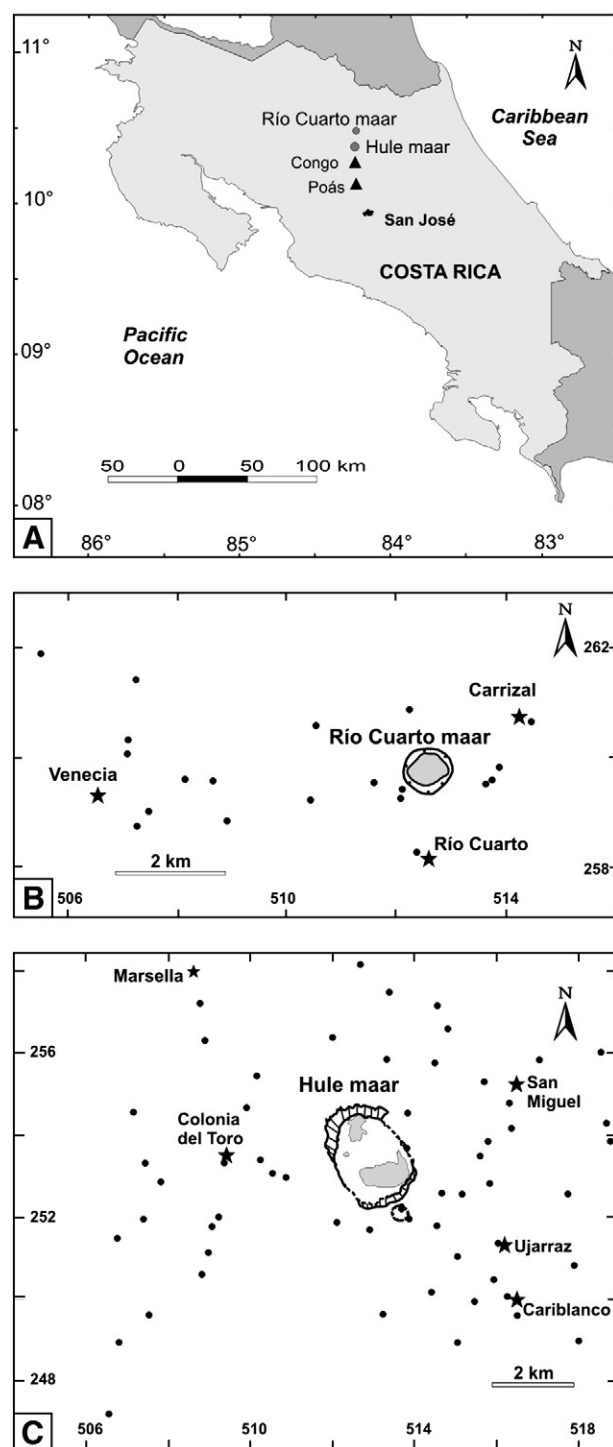 11°
N
Río Cuarto maar
Caribbean
Sea
Hule maar
Congo
10°
Poás
San José
COSTA RICA
Pacific
Ocean
09°
50 0 50 100 km
08°
A
86° 85° 84° 83°
N
262
Carrizal
Río Cuarto maar
Venecia
Río Cuarto
2 km
258
B
506 510 514
Marsella
N
256
Hule maar
San
Miguel
Colonia
del Toro
252
Ujarraz
Cariblanco
248
2 km
C
506 510 514 518